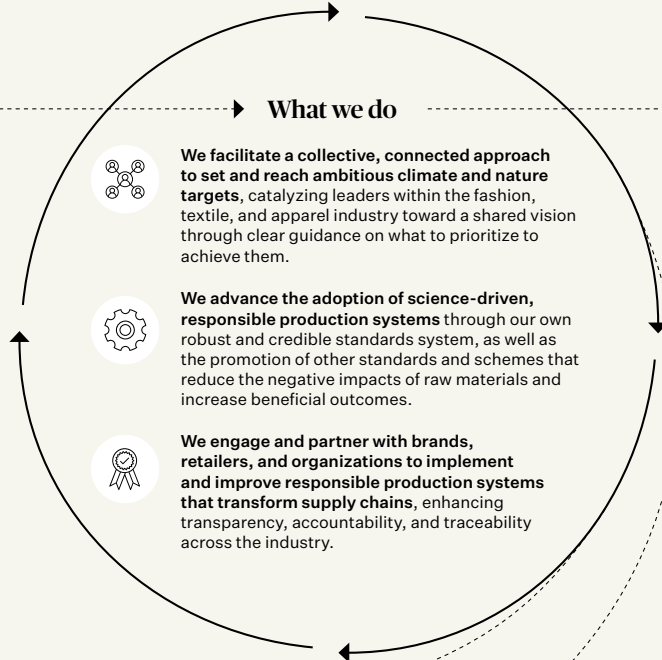 What we do
We facilitate a collective, connected approach
to set and reach ambitious climate and nature
targets, catalyzing leaders within the fashion,
textile, and apparel industry toward a shared vision
through clear guidance on what to prioritize to
achieve them.
We advance the adoption of science-driven,
responsible production systems through our own
robust and credible standards system, as well as
the promotion of other standards and schemes that
reduce the negative impacts of raw materials and
increase beneficial outcomes.
We engage and partner with brands,
retailers, and organizations to implement
and improve responsible production systems
that transform supply chains, enhancing
transparency, accountability, and traceability
across the industry.